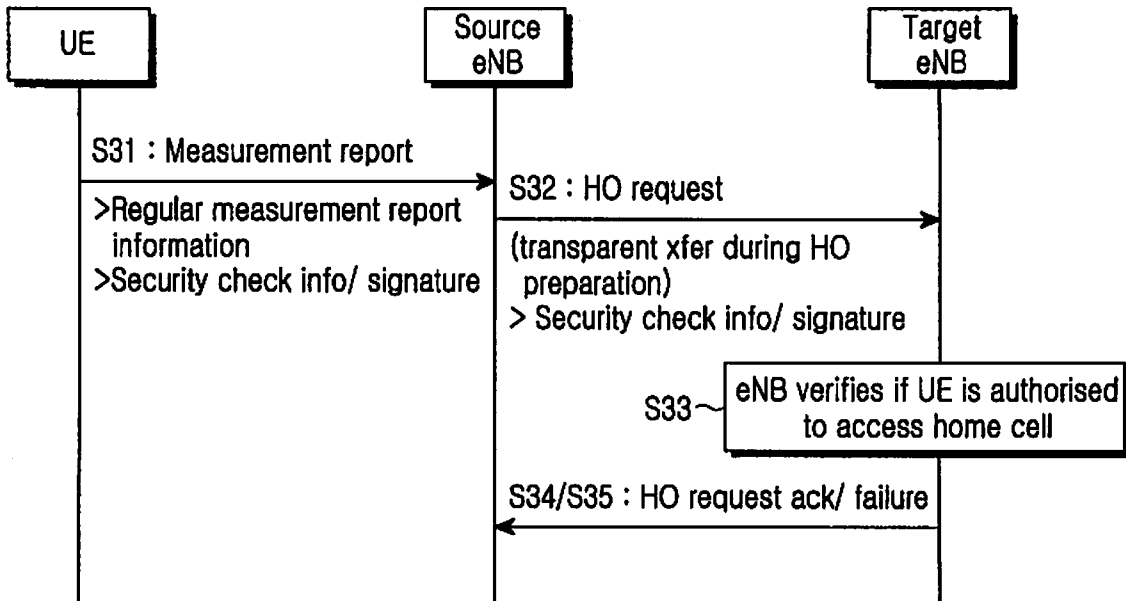 UE
Source
eNB
Target
eNB
S31 : Measurement report
>Regular measurement report
information
>Security check info/ signature
S32 : HO request
(transparent xfer during HO
preparation)
> Security check info/ signature
S33
eNB verifies if UE is authorised
to access home cell
S34/S35 : HO request ack/ failure